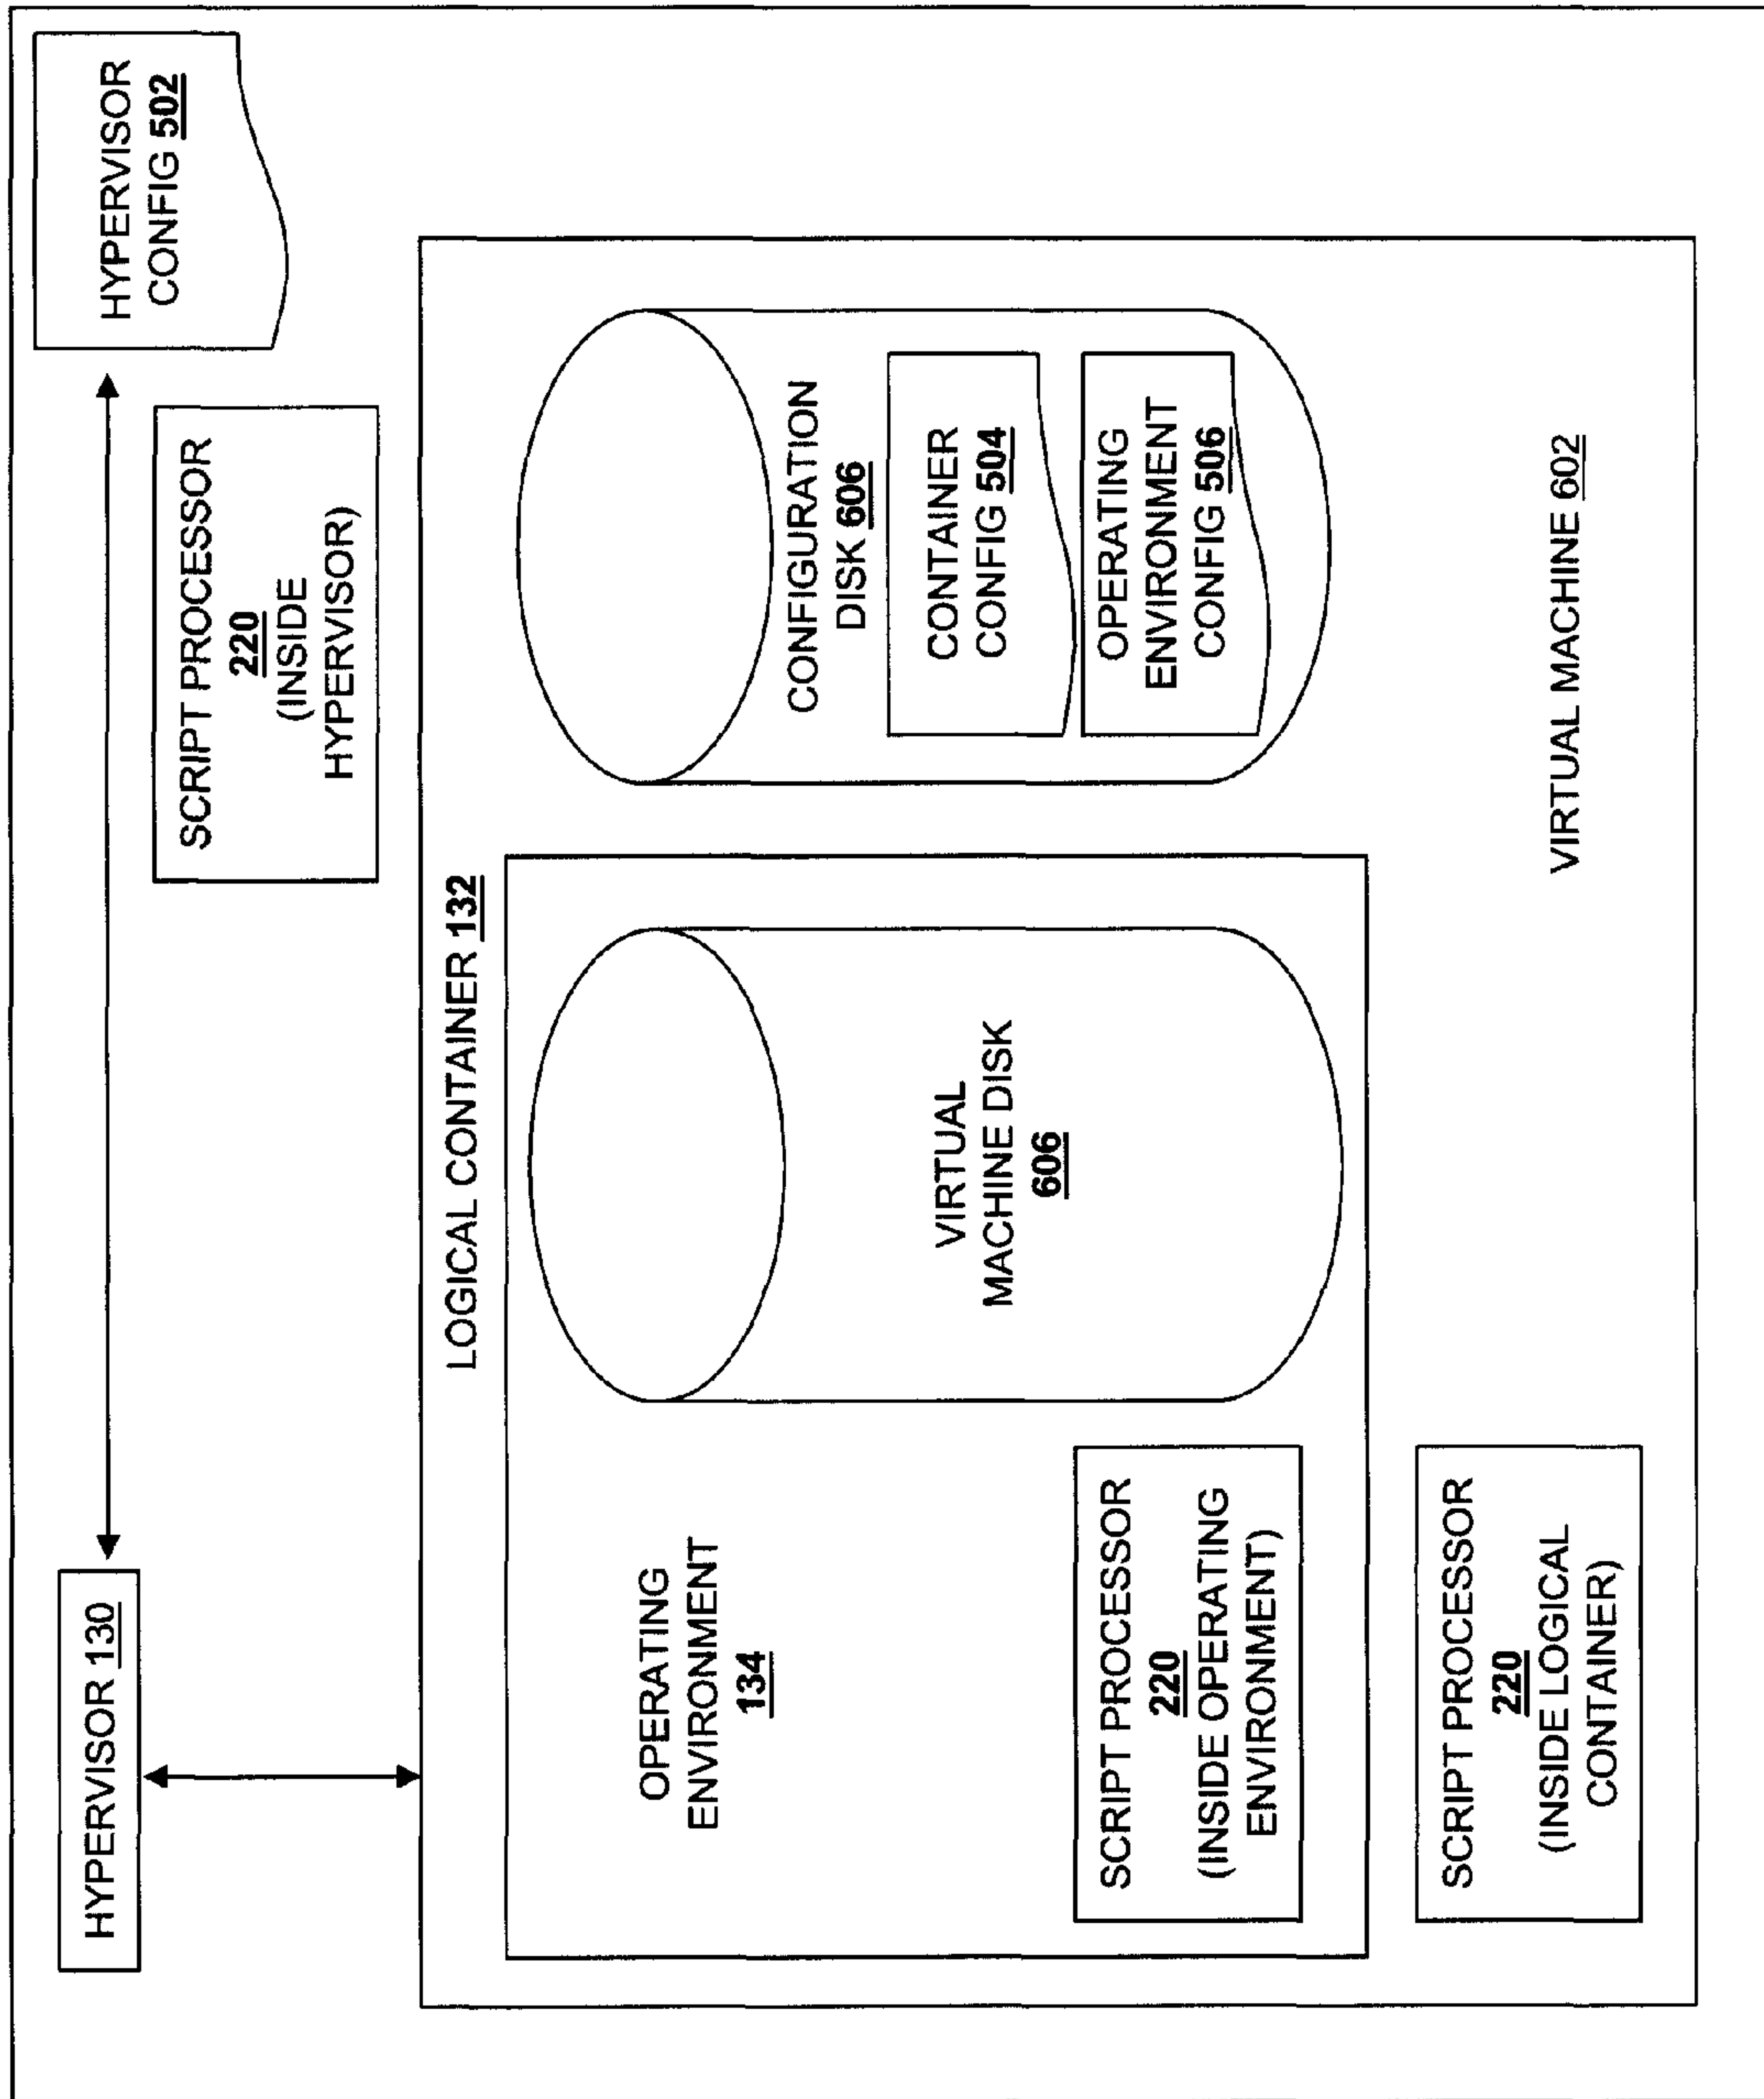 HYPERVISOR 130
HYPERVISOR
CONFIG 502
SCRIPT PROCESSOR
220
(INSIDE
HYPERVISOR)
LOGICAL CONTAINER 132
OPERATING
ENVIRONMENT
134
VIRTUAL
MACHINE DISK
606
SCRIPT PROCESSOR
220
(INSIDE OPERATING
ENVIRONMENT)
CONFIGURATION
DISK 606
CONTAINER
CONFIG 504
OPERATING
ENVIRONMENT
CONFIG 506
SCRIPT PROCESSOR
220
(INSIDE LOGICAL
CONTAINER)
VIRTUAL MACHINE 602